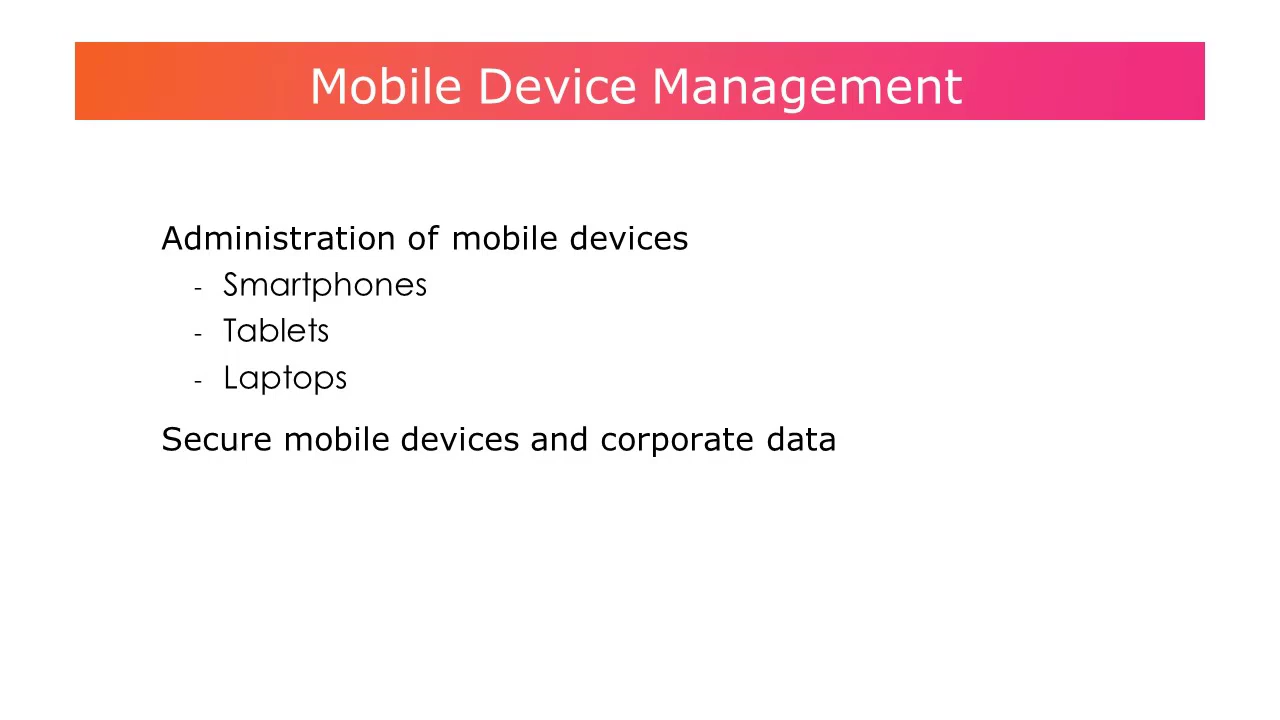 Mobile Device Management
Administration of mobile devices
- Smartphones
- Tablets
- Laptops
Secure mobile devices and corporate data